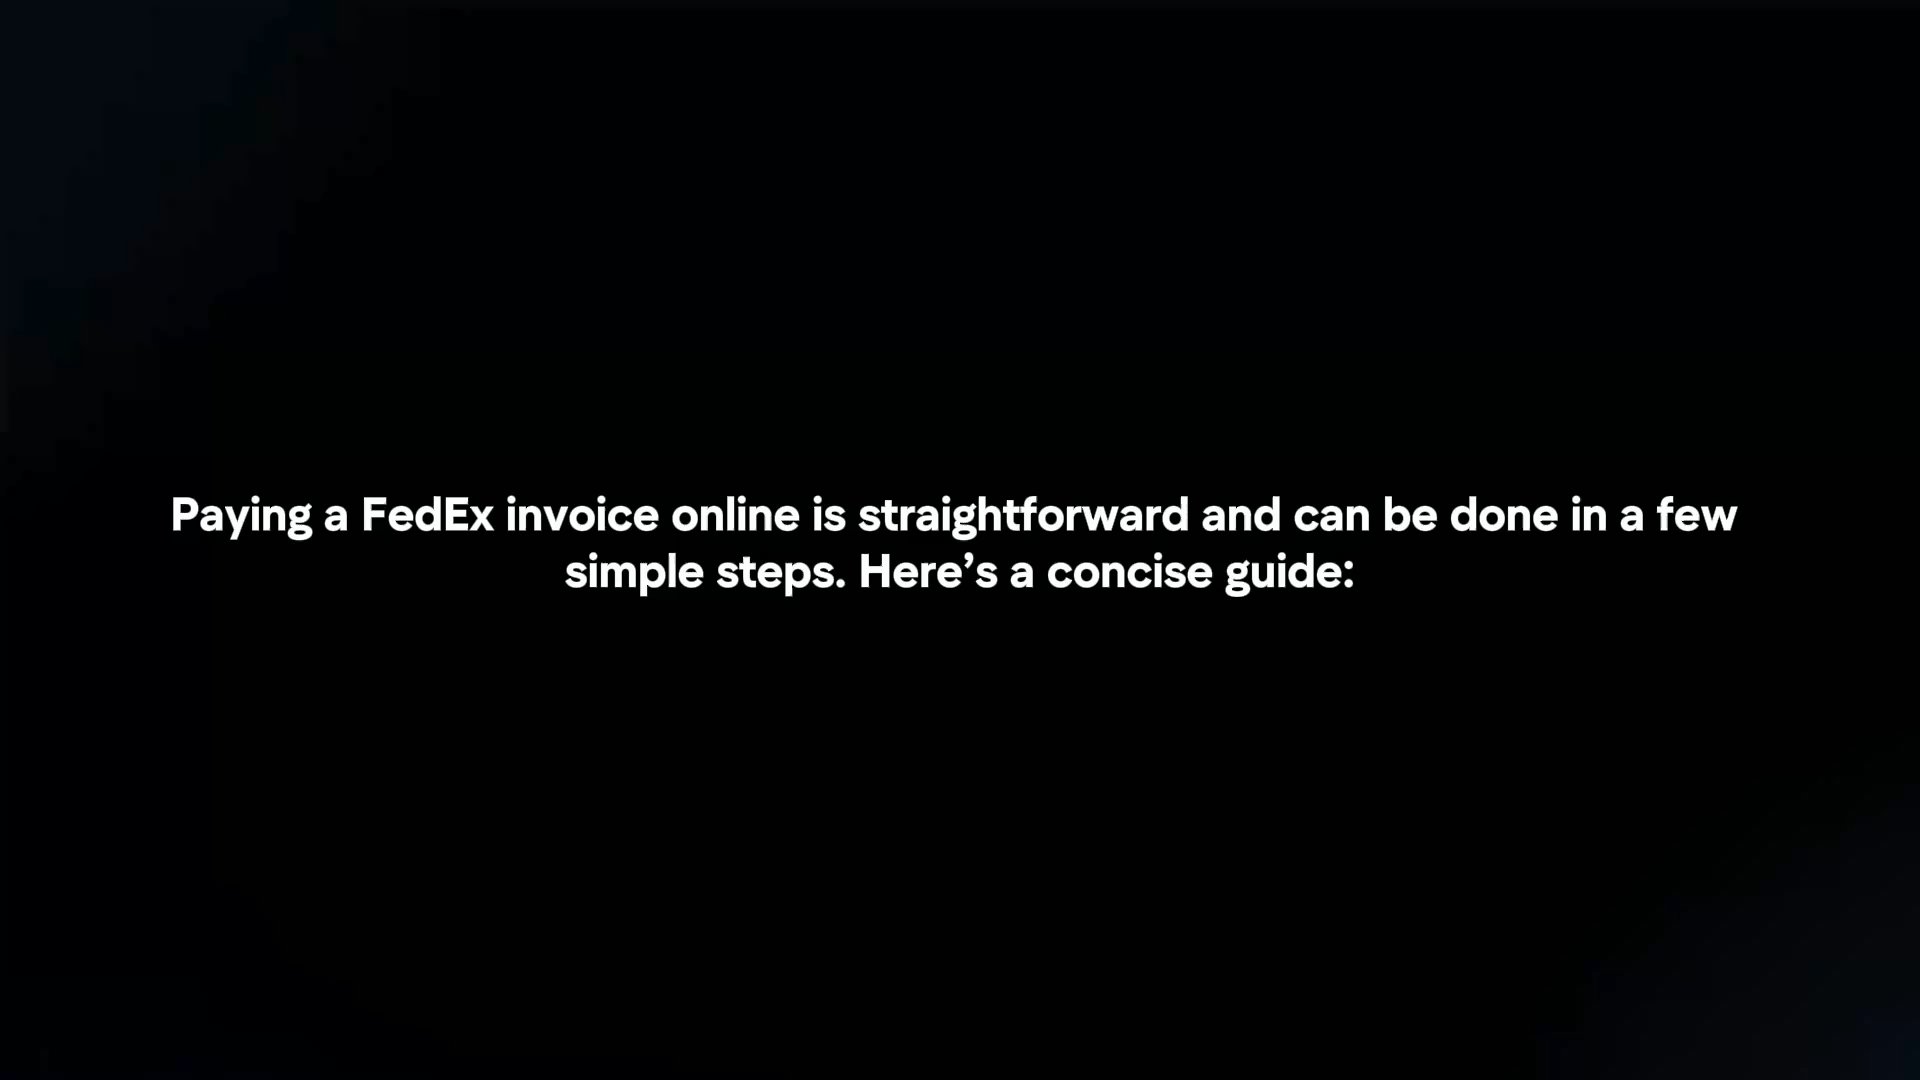 Paying a FedEx invoice online is straightforward and can be done in a few
simple steps. Here’s a concise guide: